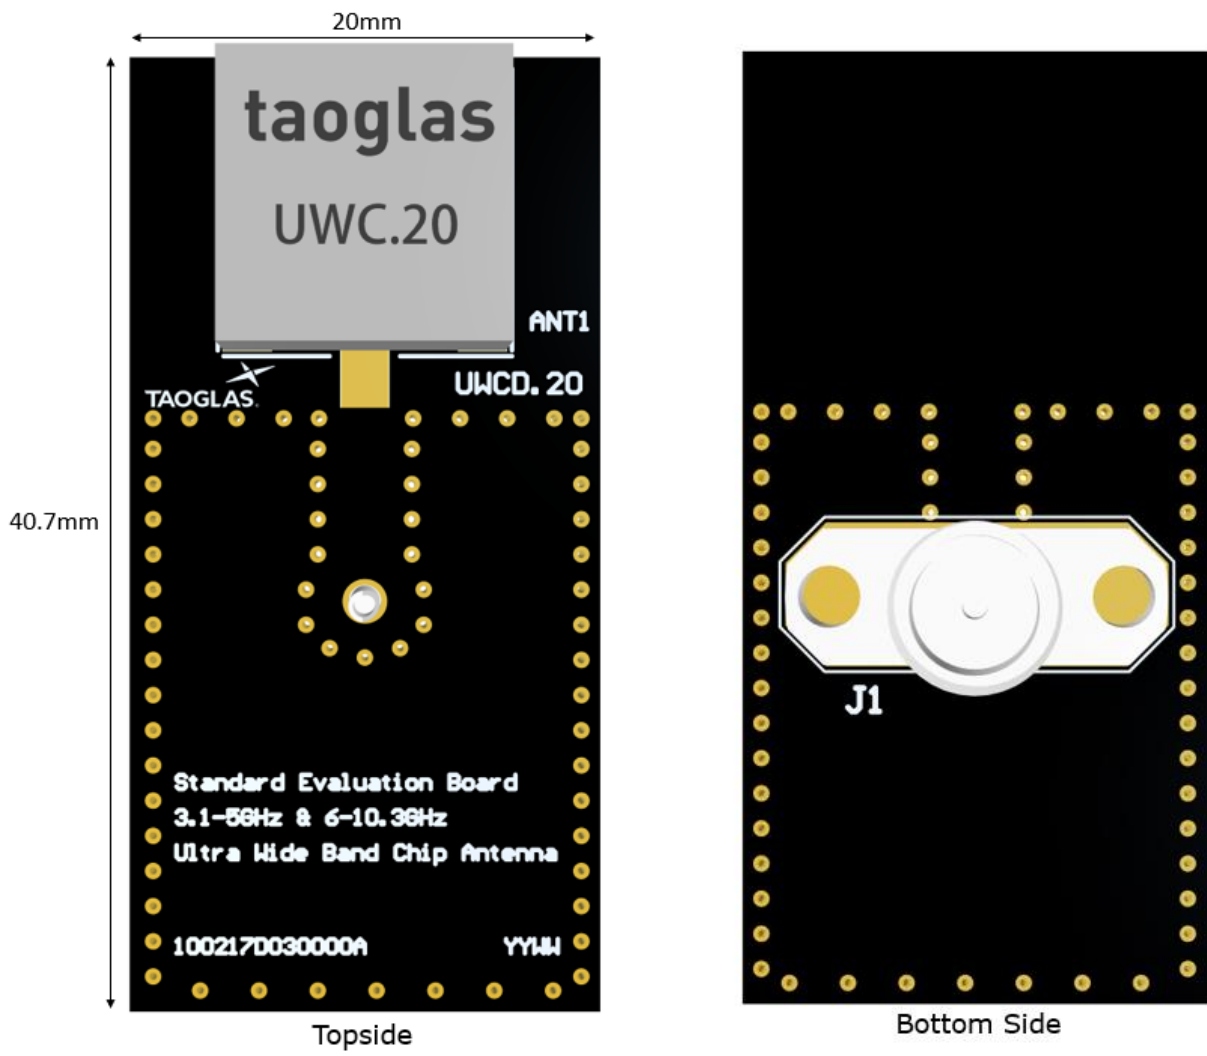 20mm
taoglas
UWC.20
ANT1
TAOGLAS.
UWCD.20
40.7mm
J1
Standard Evaluation Board
3.1-5GHz & 6-10.3GHz
Ultra Wide Band Chip Antenna
100217D030000A
YYWW
Topside
Bottom Side